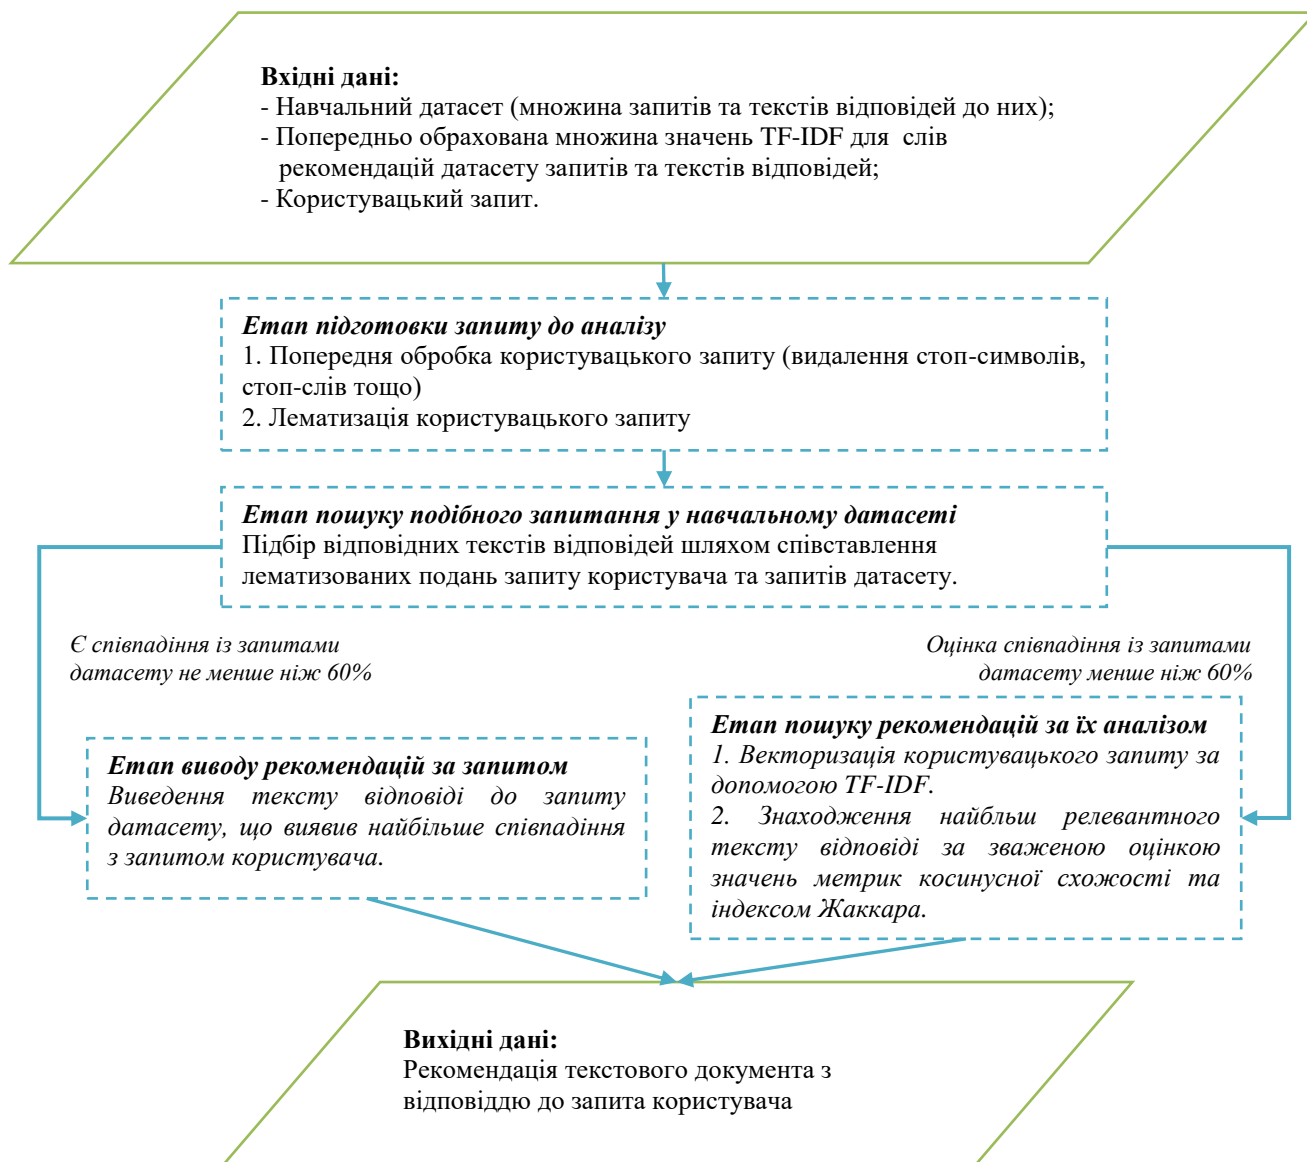 Вхідні дані:
- Навчальний датасет (множина запитів та текстів відповідей до них);
- Попередньо обрахована множина значень TF-IDF для слів
рекомендацій датасету запитів та текстів відповідей;
- Користувацький запит.
Етап підготовки запиту до аналізу
1. Попередня обробка користувацького запиту (видалення стоп-символів,
стоп-слів тощо)
2. Лематизація користувацького запиту
Етап пошуку подібного запитання у навчальному датасеті
Підбір відповідних текстів відповідей шляхом співставлення
лематизованих подань запиту користувача та запитів датасету.
Є співпадіння із запитами
датасету не менше ніж 60%
Оцінка співпадіння із запитами
датасету менше ніж 60%
Етап виводу рекомендацій за запитом
Виведення тексту відповіді до запиту
датасету, що виявив найбільше співпадіння
з запитом користувача.
Етап пошуку рекомендацій за їх аналізом
1. Векторизація користувацького запиту за
допомогою TF-IDF.
2. Знаходження найбльш релевантного
тексту відповіді за зваженою оцінкою
значень метрик косинусної схожості та
індексом Жаккара.
Вихідні дані:
Рекомендація текстового документа з
відповіддю до запита користувача